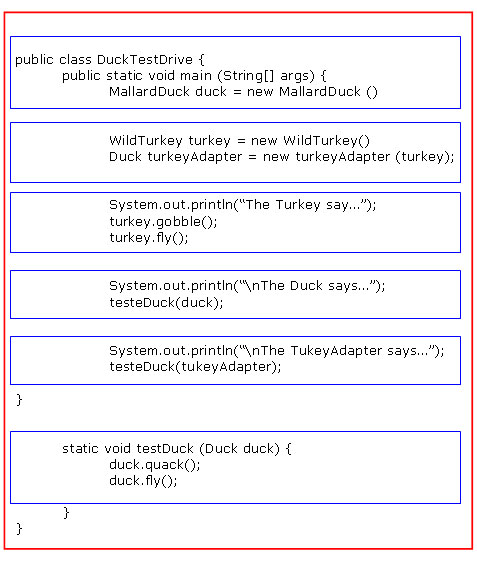 public class DuckTestDrive {
public static void main (String[] args) {
MallardDuck duck = new MallardDuck ()
WildTurkey turkey = new WildTurkey()
Duck turkeyAdapter = new turkeyAdapter (turkey);
System.out.println(“The Turkey say...”);
turkey.gobble();
turkey.fly();
System.out.println(“\nThe Duck says...”);
testeDuck(duck);
System.out.println(“\nThe TukeyAdapter says...”);
testeDuck(tukeyAdapter);
}
static void testDuck (Duck duck) {
duck.quack();
duck.fly();
}
}